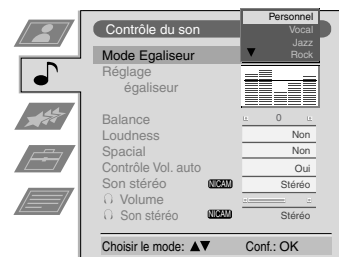 Contrôle du son
Personnel
Vocal
Jazz
Mode Egaliseur
▼ Rock
Réglage
égaliseur
Balance 0
Loudness Non
Spacial Non
Contrôle Vol. auto Oui
Son stéréo NICAM Stéréo
Volume
Son stéréo NICAM Stéréo
Choisir le mode: ▲▼ Conf.: OK